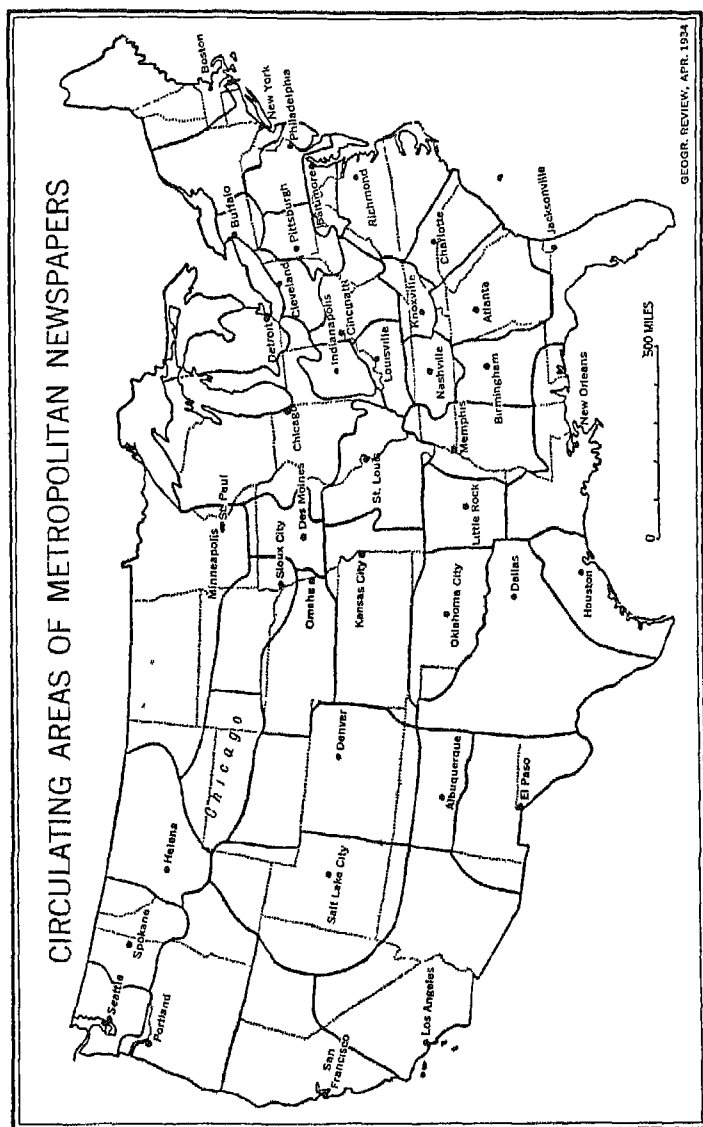 CIRCULATING AREAS OF METROPOLITAN NEWSPAPERS
Seattle
Spokane
Portland
Helena
Chicago
Minneapolis
St. Paul
Sioux City
Des Moines
Omaha
Chicago
Detroit
Buffalo
Boston
New York
Philadelphia
Pittsburgh
Cleveland
Baltimore
Indianapolis
Cincinnati
Richmond
Louisville
St. Louis
Kansas City
Denver
Salt Lake City
San
Francisco
Los Angeles
Albuquerque
El Paso
Oklahoma City
Dallas
Houston
Little Rock
Memphis
Nashville
Knoxville
Charlotte
Atlanta
Birmingham
New Orleans
Jacksonville
0
500 MILES
GEOGR. REVIEW, APR. 1934